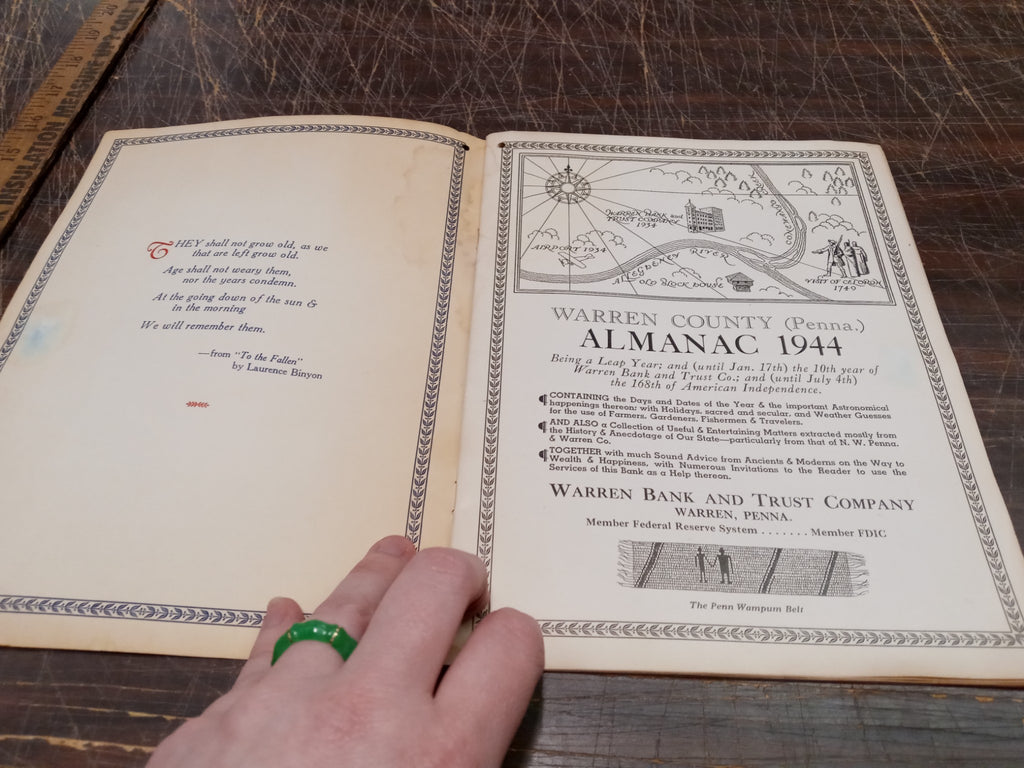 INSULATION MEASURE
THEY shall not grow old, as we
that are left grow old.
Age shall not weary them,
nor the years condemn.
At the going down of the sun &
in the morning
We will remember them.
—from "To the Fallen"
by Laurence Binyon
WARREN BANK and
TRUST COMPANY
1934
AIRPORT 1934
ALLEGHENY RIVER
OLD BLOCK HOUSE
CONEWANGO
VISIT OF CELORON
1749
WARREN COUNTY (Penna.)
ALMANAC 1944
Being a Leap Year; and (until Jan. 17th) the 10th year of
Warren Bank and Trust Co.; and (until July 4th)
the 168th of American Independence.
CONTAINING the Days and Dates of the Year & the important Astronomical
happenings thereon; with Holidays, sacred and secular, and Weather Guesses
for the use of Farmers, Gardeners, Fishermen & Travelers.
AND ALSO a Collection of Useful & Entertaining Matters extracted mostly from
the History & Anecdotage of Our State—particularly from that of N. W. Penna.
& Warren Co.
TOGETHER with much Sound Advice from Ancients & Moderns on the Way to
Wealth & Happiness, with Numerous Invitations to the Reader to use the
Services of this Bank as a Help thereon.
WARREN BANK AND TRUST COMPANY
WARREN, PENNA.
Member Federal Reserve System . . . . . . . Member FDIC
The Penn Wampum Belt